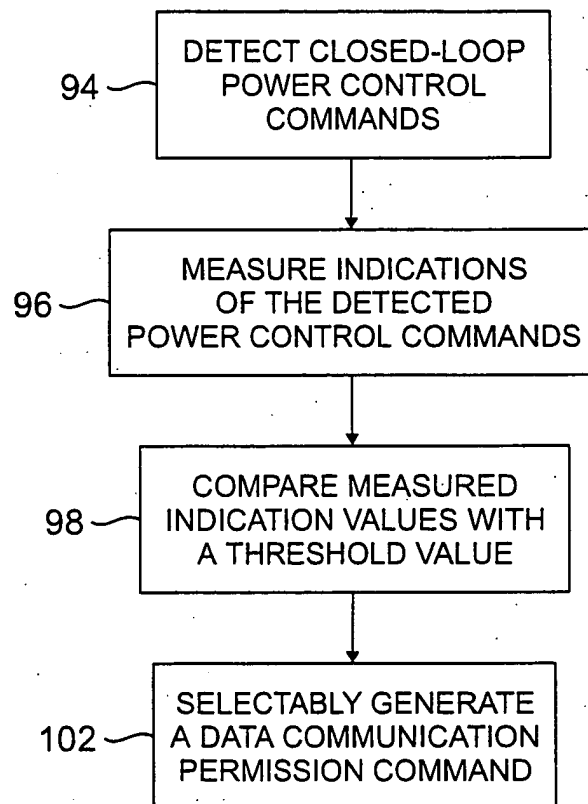 94
DETECT CLOSED-LOOP
POWER CONTROL
COMMANDS
96
MEASURE INDICATIONS
OF THE DETECTED
POWER CONTROL COMMANDS
98
COMPARE MEASURED
INDICATION VALUES WITH
A THRESHOLD VALUE
102
SELECTABLY GENERATE
A DATA COMMUNICATION
PERMISSION COMMAND